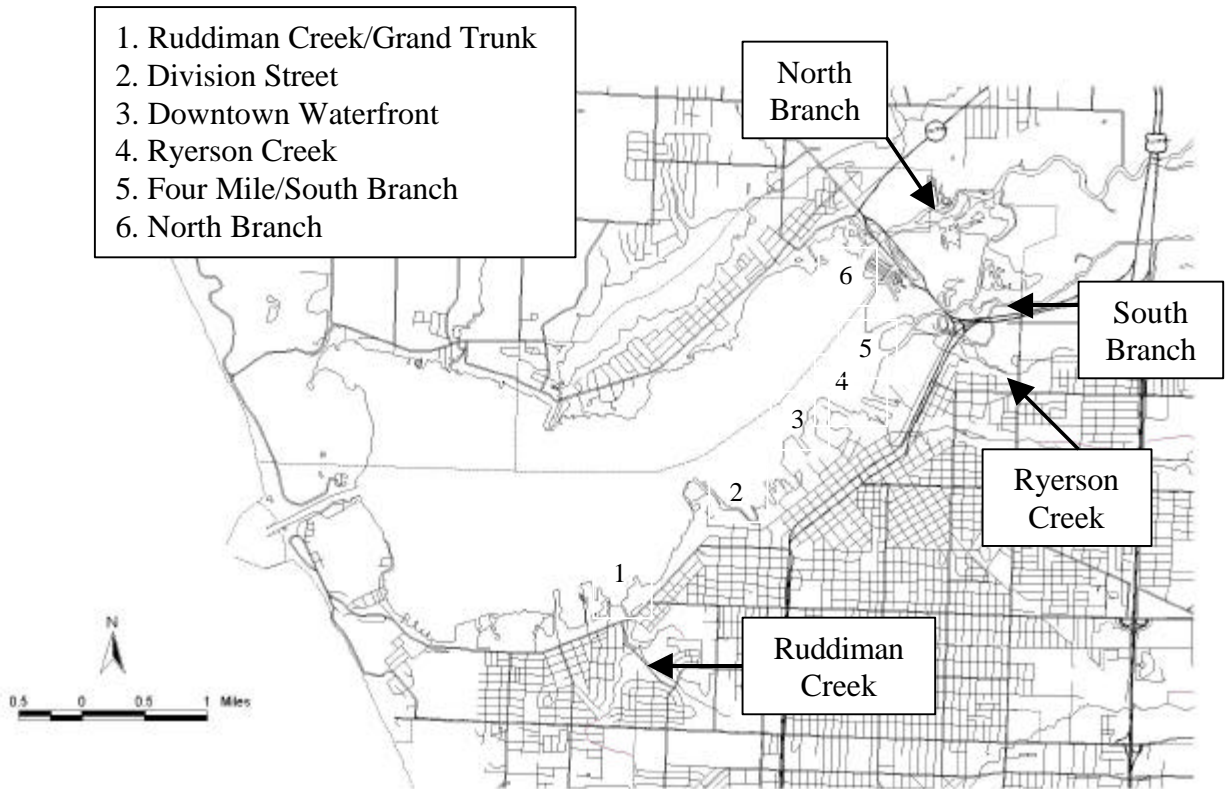 1. Ruddiman Creek/Grand Trunk
2. Division Street
3. Downtown Waterfront
4. Ryerson Creek
5. Four Mile/South Branch
6. North Branch
North
Branch
6
South
Branch
5
4
3
Ryerson
Creek
2
1
N
Ruddiman
Creek
0.5 0 0.5 1 Miles